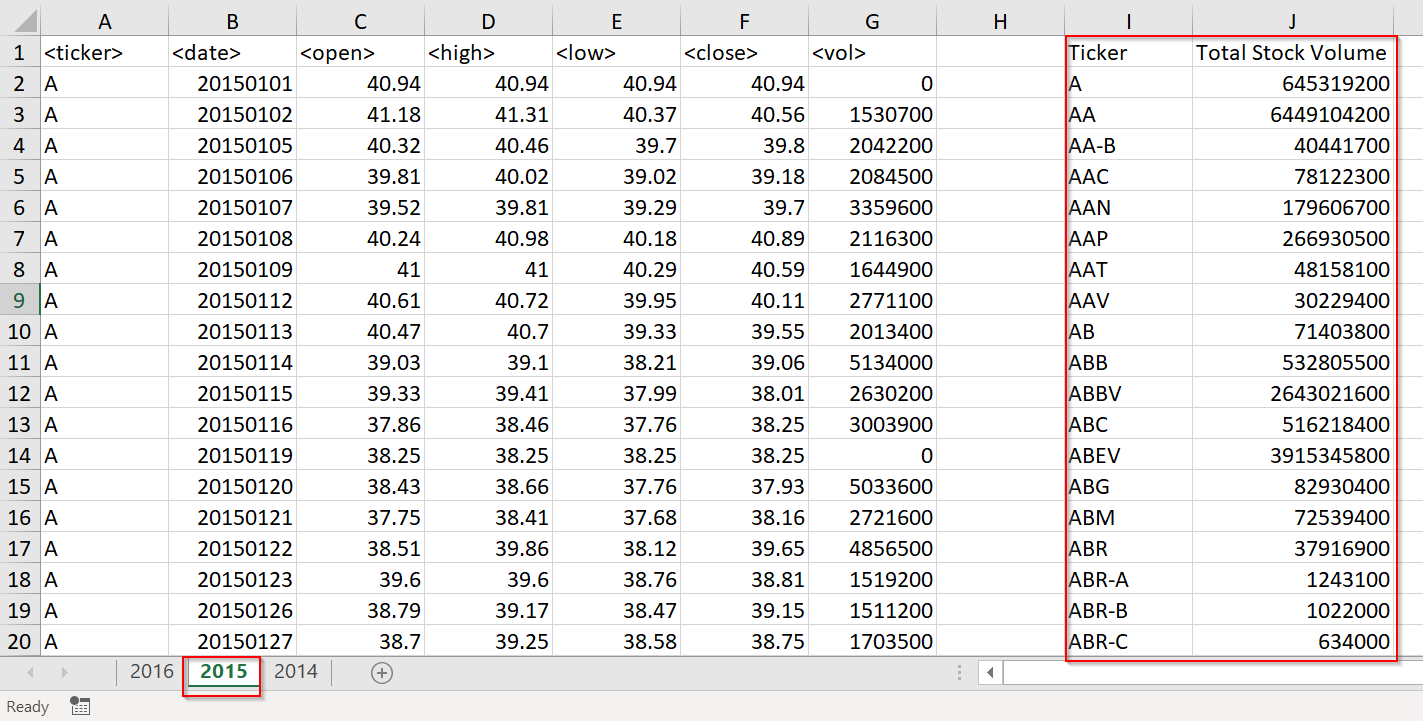 A B C D E F G H I J
1 <ticker> <date> <open> <high> <low> <close> <vol> Ticker Total Stock Volume
2 A 20150101 40.94 40.94 40.94 40.94 0 A 645319200
3 A 20150102 41.18 41.31 40.37 40.56 1530700 AA 6449104200
4 A 20150105 40.32 40.46 39.7 39.8 2042200 AA-B 40441700
5 A 20150106 39.81 40.02 39.02 39.18 2084500 AAC 78122300
6 A 20150107 39.52 39.81 39.29 39.7 3359600 AAN 179606700
7 A 20150108 40.24 40.98 40.18 40.89 2116300 AAP 266930500
8 A 20150109 41 41 40.29 40.59 1644900 AAT 48158100
9 A 20150112 40.61 40.72 39.95 40.11 2771100 AAV 30229400
10 A 20150113 40.47 40.7 39.33 39.55 2013400 AB 71403800
11 A 20150114 39.03 39.1 38.21 39.06 5134000 ABB 532805500
12 A 20150115 39.33 39.41 37.99 38.01 2630200 ABBV 2643021600
13 A 20150116 37.86 38.46 37.76 38.25 3003900 ABC 516218400
14 A 20150119 38.25 38.25 38.25 38.25 0 ABEV 3915345800
15 A 20150120 38.43 38.66 37.76 37.93 5033600 ABG 82930400
16 A 20150121 37.75 38.41 37.68 38.16 2721600 ABM 72539400
17 A 20150122 38.51 39.86 38.12 39.65 4856500 ABR 37916900
18 A 20150123 39.6 39.6 38.76 38.81 1519200 ABR-A 1243100
19 A 20150126 38.79 39.17 38.47 39.15 1511200 ABR-B 1022000
20 A 20150127 38.7 39.25 38.58 38.75 1703500 ABR-C 634000
2016 2015 2014
Ready